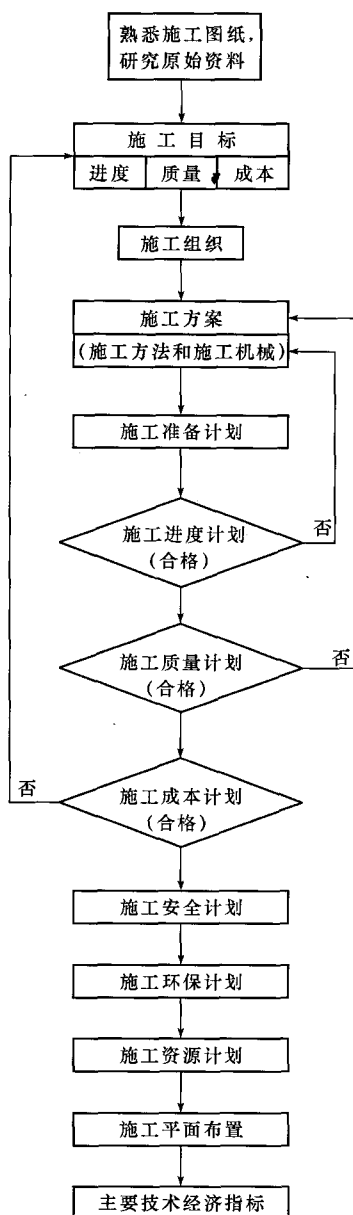 熟悉施工图纸,
研究原始资料
施工目标
进度 质量 成本
施工组织
施工方案
(施工方法和施工机械)
施工准备计划
施工进度计划
(合格)
否
施工质量计划
(合格)
否
施工成本计划
(合格)
否
施工安全计划
施工环保计划
施工资源计划
施工平面布置
主要技术经济指标